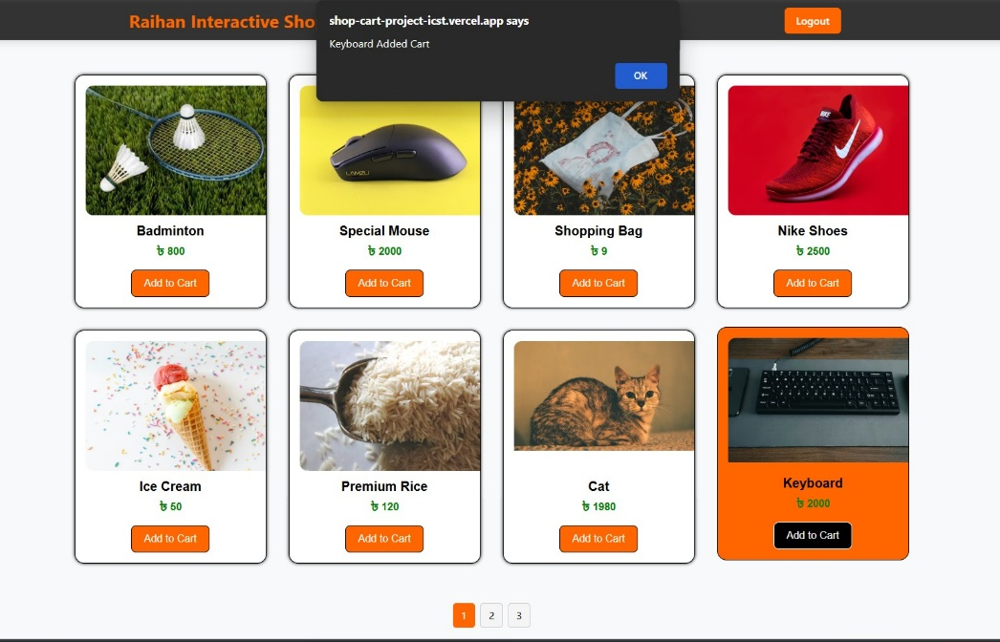 Raihan Interactive Sho
shop-cart-project-icst.vercel.app says
Keyboard Added Cart
OK
Logout
LAMZU
NIKE
Badminton
৳ 800
Add to Cart
Special Mouse
৳ 2000
Add to Cart
Shopping Bag
৳ 9
Add to Cart
Nike Shoes
৳ 2500
Add to Cart
Ice Cream
৳ 50
Add to Cart
Premium Rice
৳ 120
Add to Cart
Cat
৳ 1980
Add to Cart
Keyboard
৳ 2000
Add to Cart
1 2 3